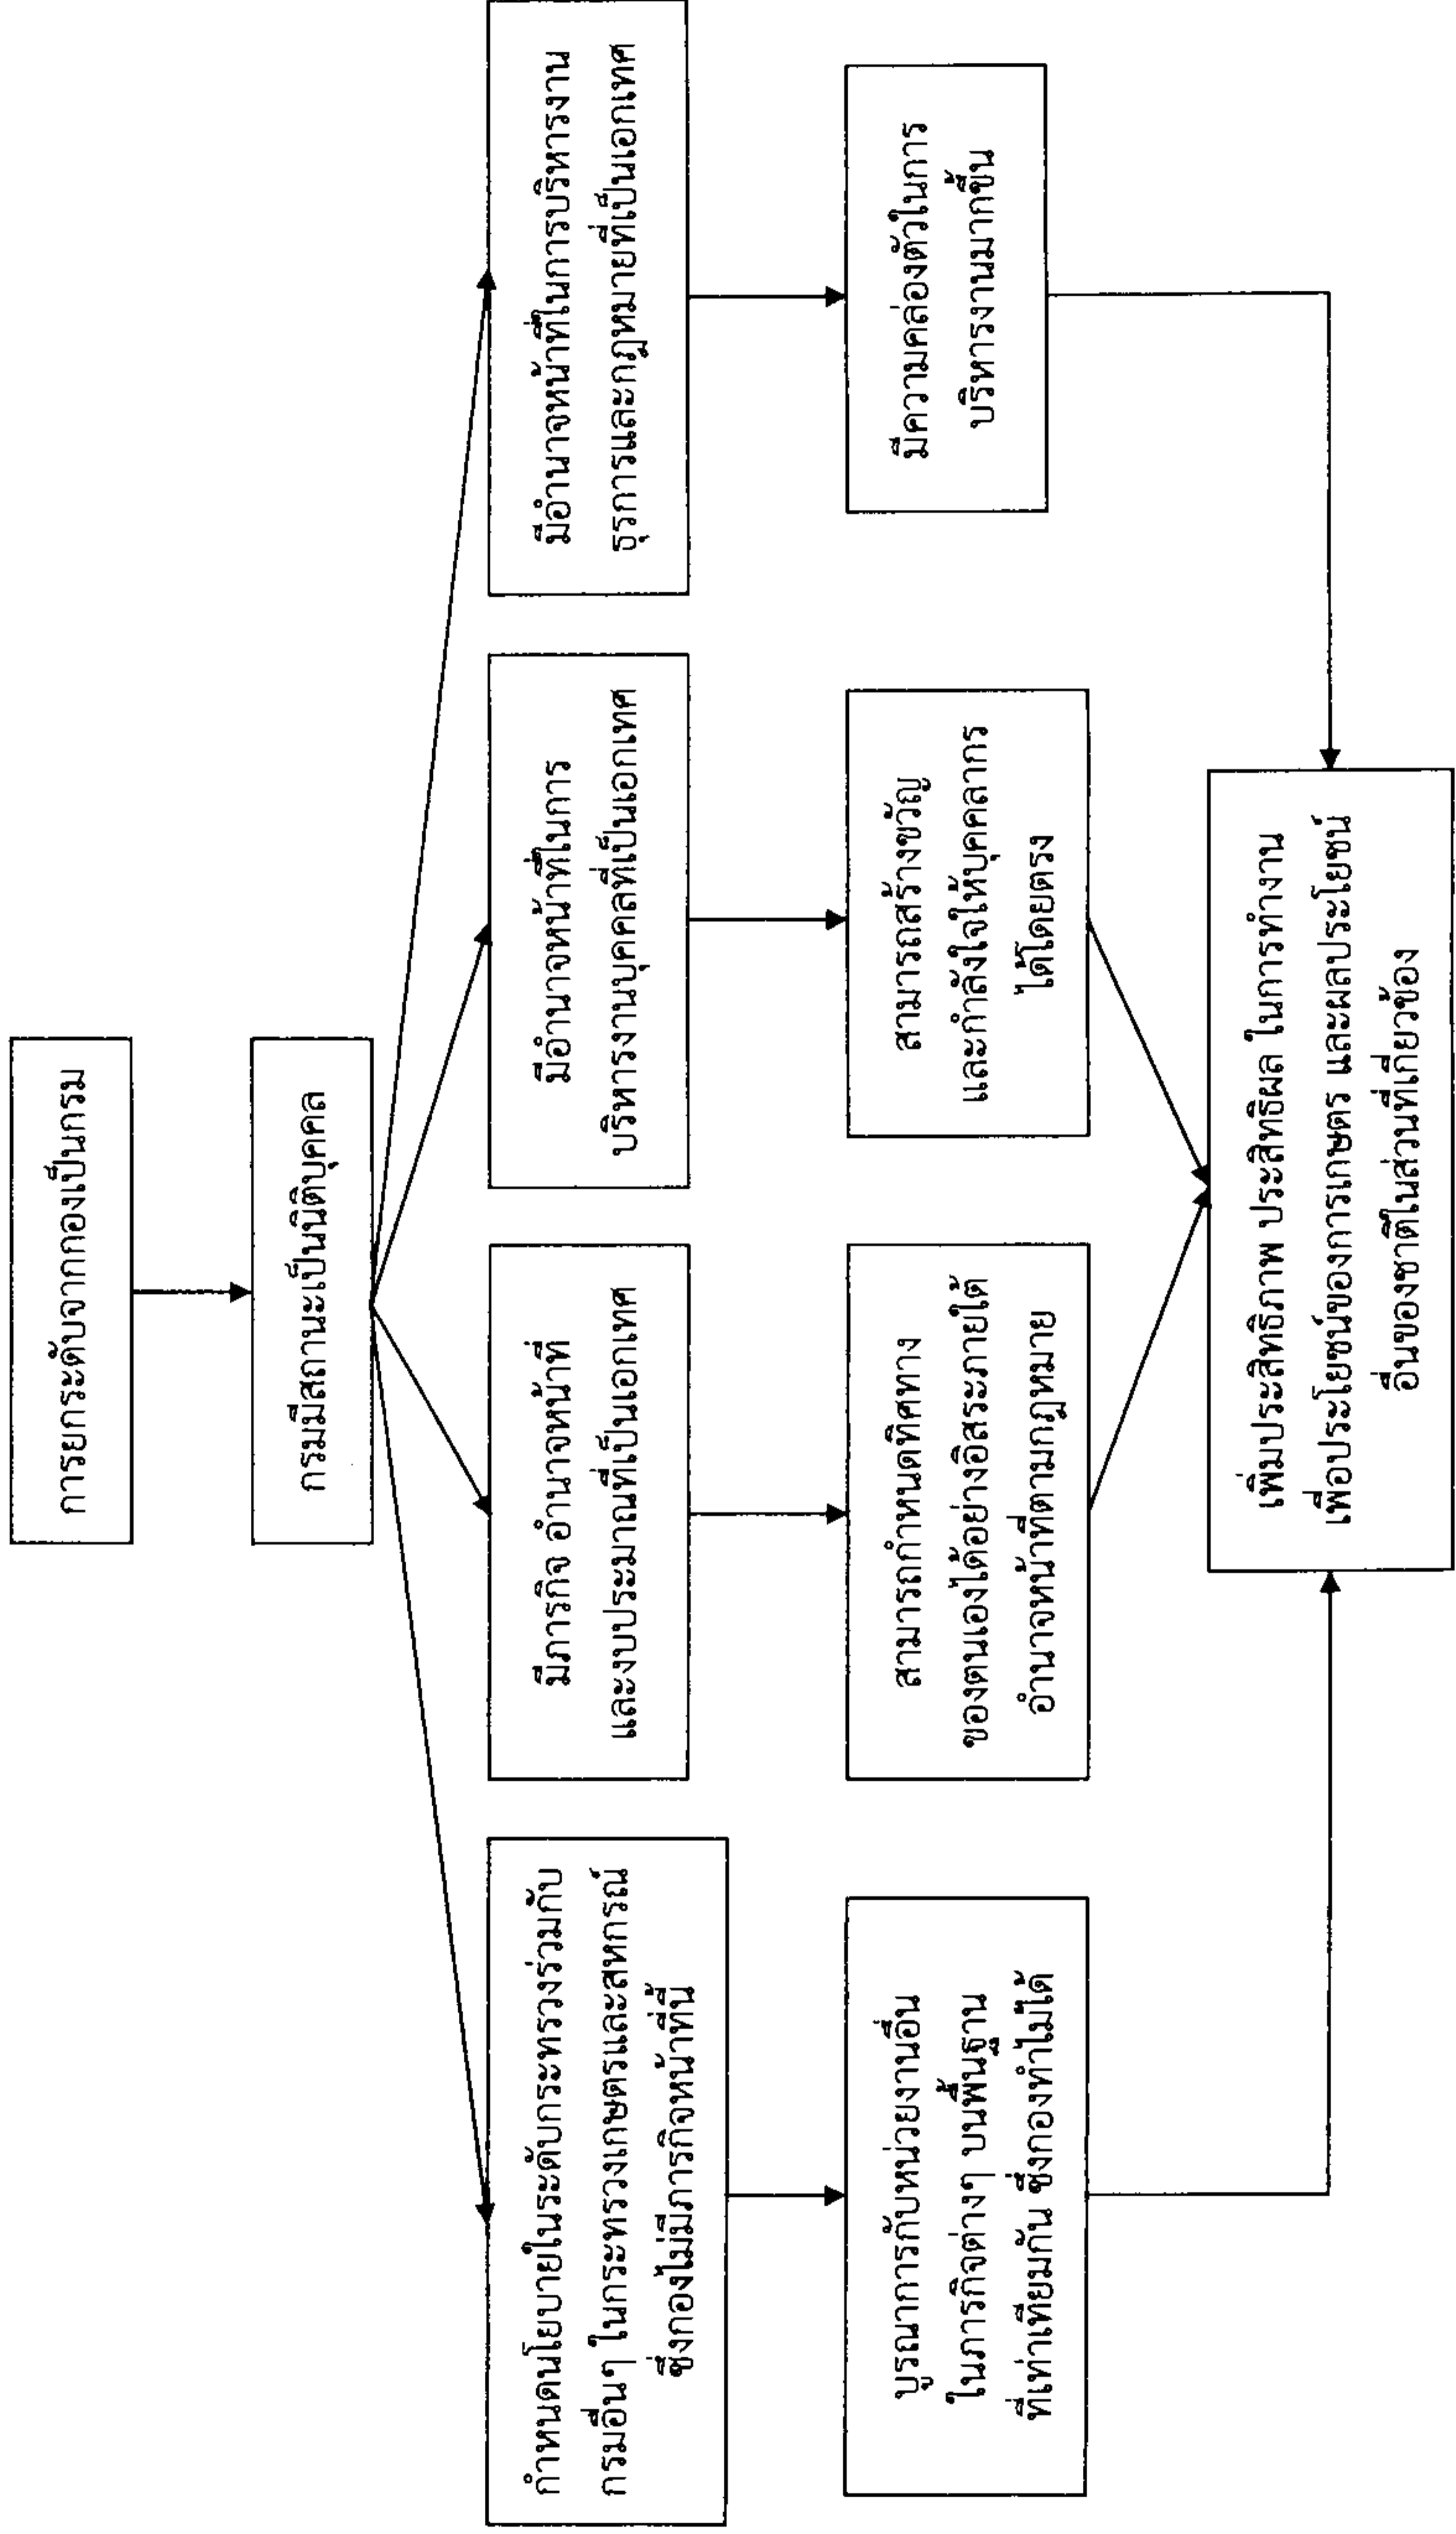 การยกระดับจากกองเป็นกรม
กรมมีสถานะเป็นนิติบุคคล
กำหนดนโยบายในระดับกระทรวงร่วมกับ
กรมอื่นๆ ในกระทรวงเกษตรและสหกรณ์
ซึ่งกองไม่มีภารกิจหน้าที่นี้
มีภารกิจ อำนาจหน้าที่
และงบประมาณที่เป็นเอกเทศ
มีอำนาจหน้าที่ในการ
บริหารงานบุคคลที่เป็นเอกเทศ
มีอำนาจหน้าที่ในการบริหารงาน
ธุรการและกฎหมายที่เป็นเอกเทศ
บูรณาการกับหน่วยงานอื่น
ในภารกิจต่างๆ บนพื้นฐาน
ที่เท่าเทียมกัน ซึ่งกองทำไม่ได้
สามารถกำหนดทิศทาง
ของตนเองได้อย่างอิสระภายใต้
อำนาจหน้าที่ตามกฎหมาย
สามารถสร้างขวัญ
และกำลังใจให้บุคคลากร
ได้โดยตรง
มีความคล่องตัวในการ
บริหารงานมากขึ้น
เพิ่มประสิทธิภาพ ประสิทธิผล ในการทำงาน
เพื่อประโยชน์ของการเกษตร และผลประโยชน์
อื่นของชาติในส่วนที่เกี่ยวข้อง